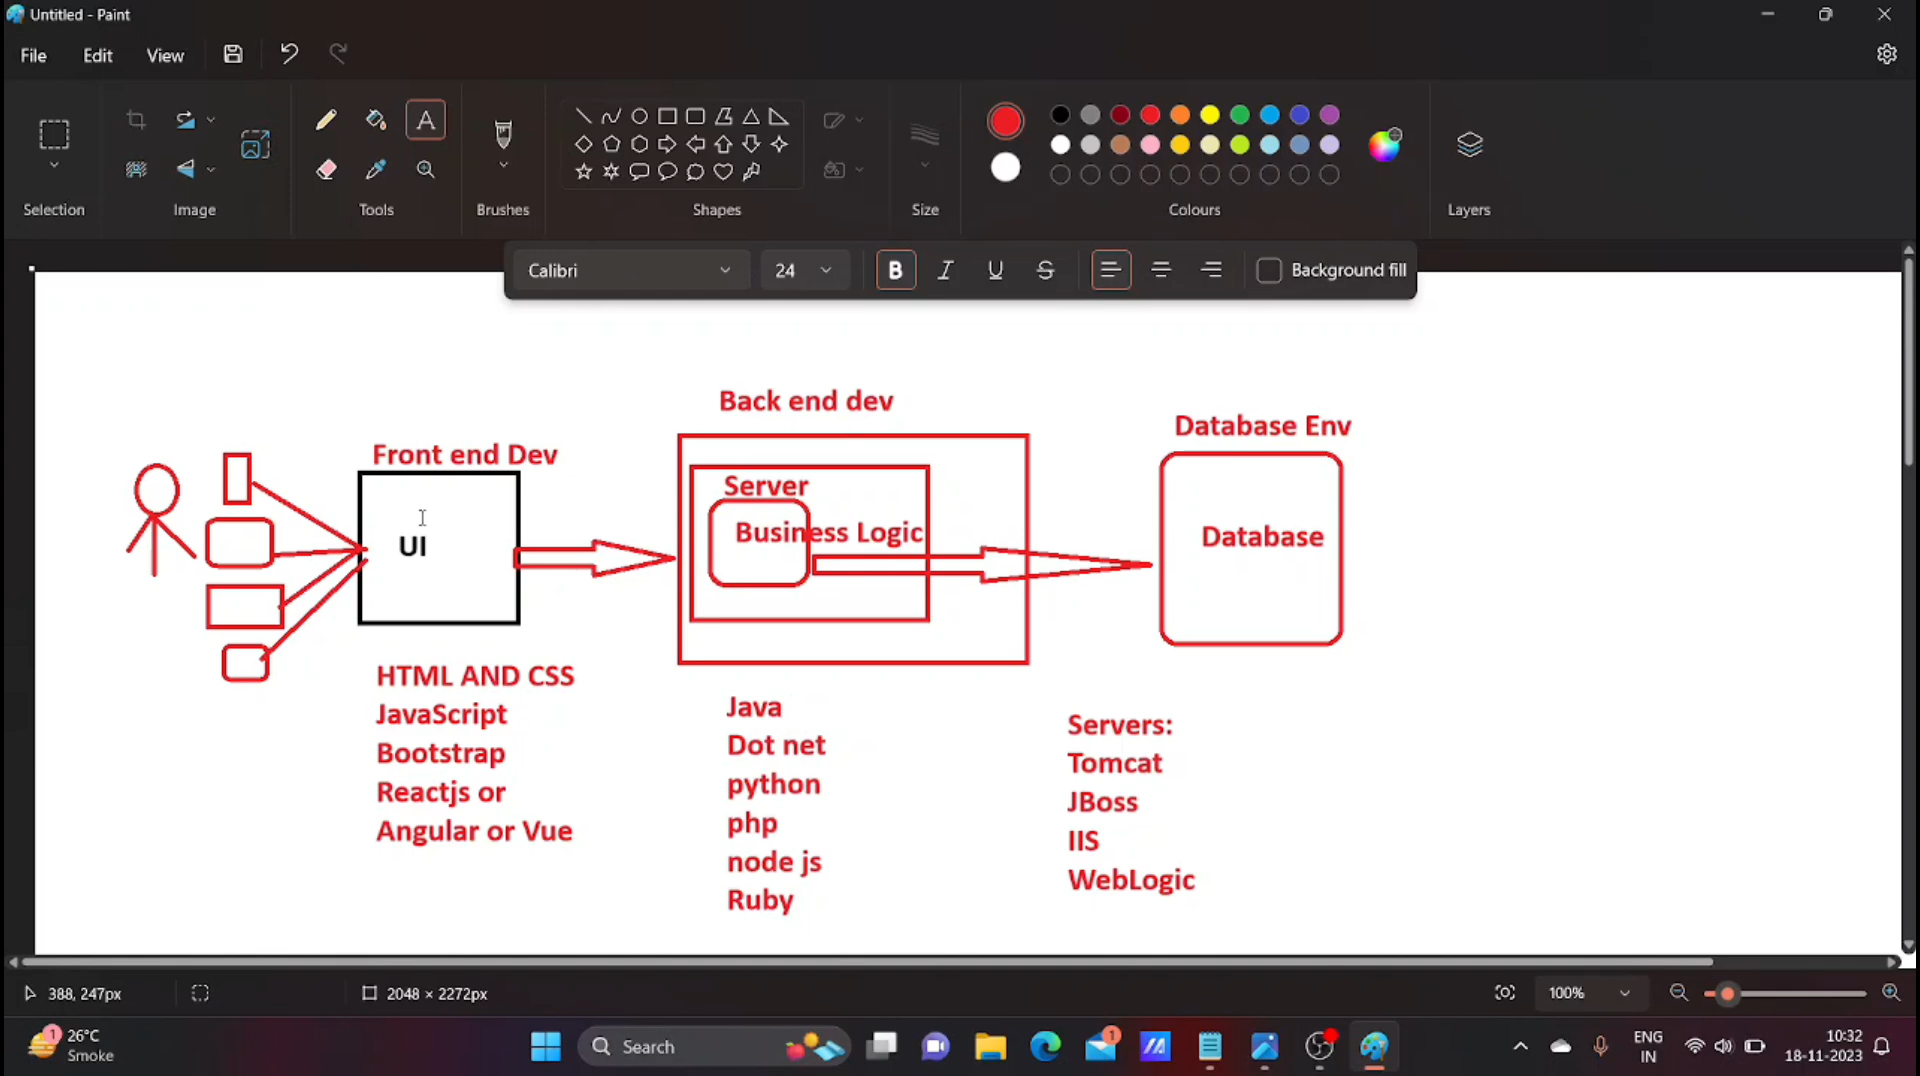 Untitled - Paint
File
Edit
View
Selection
Image
Tools
Brushes
Shapes
Size
Colours
Layers
Calibri
24
B
I
U
S
Background fill
Back end dev
Database Env
Front end Dev
Server
Business Logic
UI
Database
HTML AND CSS
JavaScript
Bootstrap
Reactjs or
Angular or Vue
Java
Dot net
python
php
node js
Ruby
Servers:
Tomcat
JBoss
IIS
WebLogic
388, 247px
2048 × 2272px
100%
1
26°C
Smoke
Search
1
ENG
IN
10:32
18-11-2023